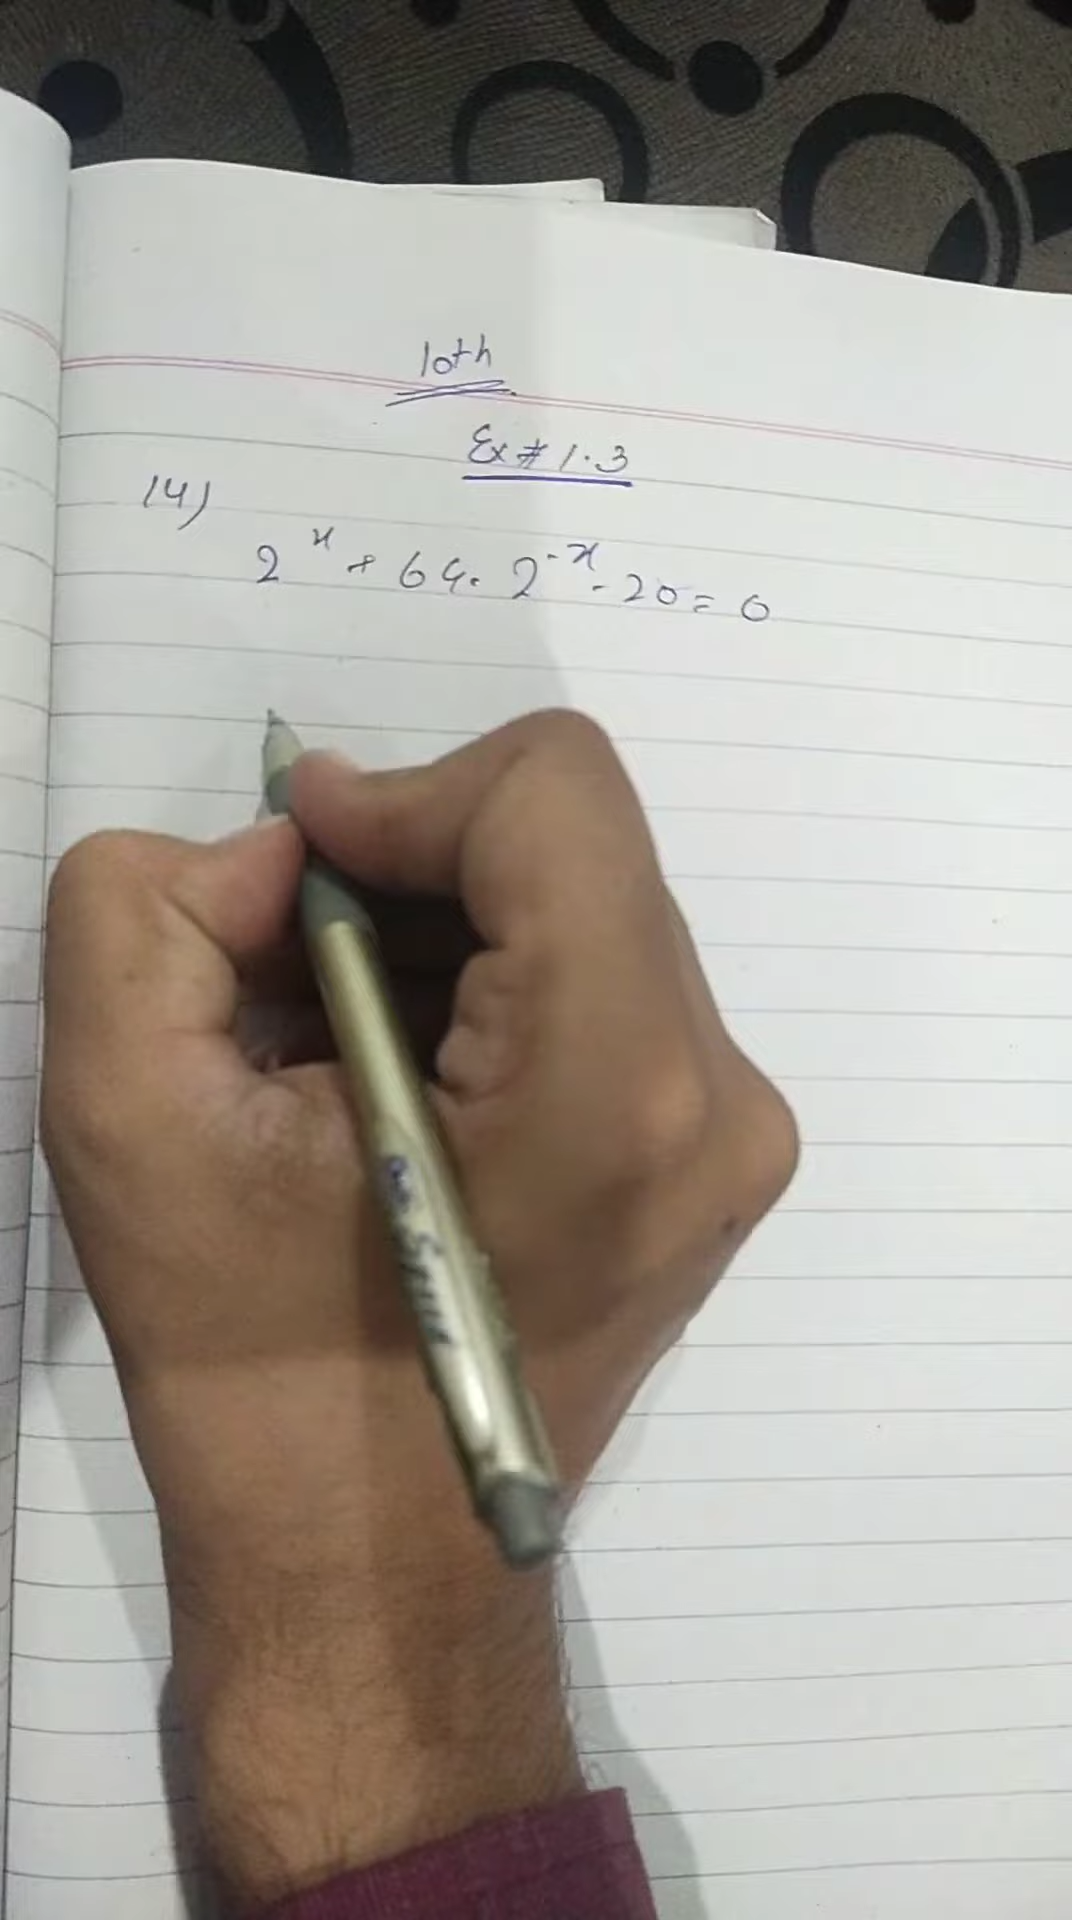 10th
Ex # 1.3
14)
2^x + 64. 2^-x - 20 = 0